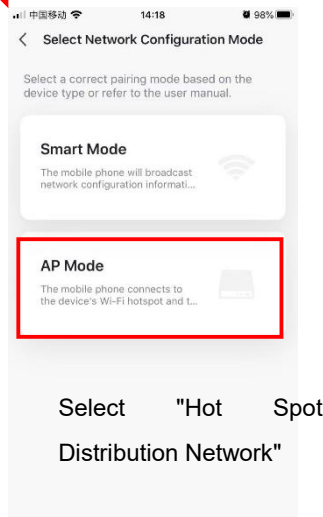 中国移动 14:18 98%
Select Network Configuration Mode
Select a correct pairing mode based on the
device type or refer to the user manual.
Smart Mode
The mobile phone will broadcast
network configuration informati...
AP Mode
The mobile phone connects to
the device's Wi-Fi hotspot and t...
Select "Hot Spot
Distribution Network"